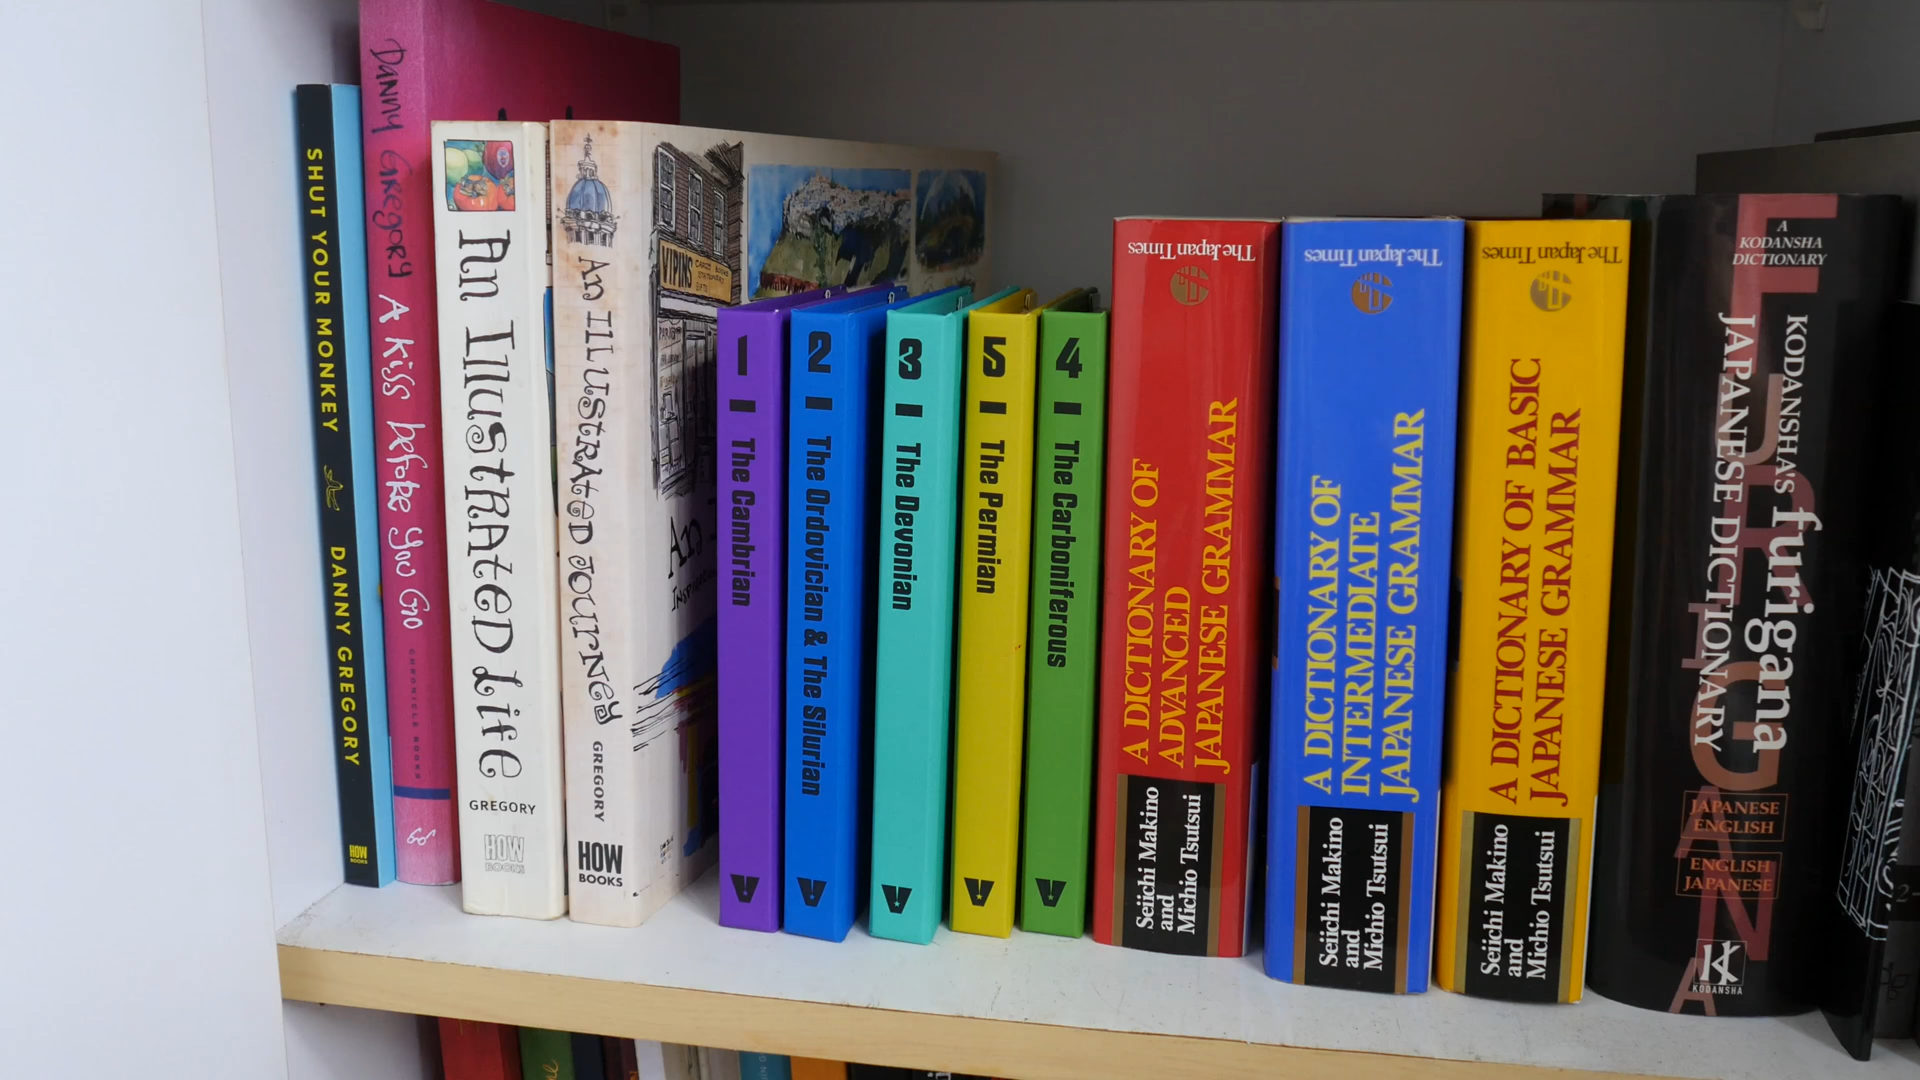 SHUT YOUR MONKEY
DANNY GREGORY
HOW
BOOKS
Danny Gregory
A Kiss before You Go
CHRONICLE BOOKS
An Illustrated Life
GREGORY
HOW
BOOKS
An Illustrated Journey
GREGORY
HOW
BOOKS
VIPINS
An
1 The Cambrian
2 The Ordovician & The Silurian
3 The Devonian
5 The Permian
4 The Carboniferous
The Japan Times
A DICTIONARY OF
ADVANCED
JAPANESE GRAMMAR
Seiichi Makino
and
Michio Tsutsui
The Japan Times
A DICTIONARY OF
INTERMEDIATE
JAPANESE GRAMMAR
Seiichi Makino
and
Michio Tsutsui
The Japan Times
A DICTIONARY OF BASIC
JAPANESE GRAMMAR
Seiichi Makino
and
Michio Tsutsui
A
KODANSHA
DICTIONARY
KODANSHA'S furigana
JAPANESE DICTIONARY
JAPANESE
ENGLISH
ENGLISH
JAPANESE
KODANSHA